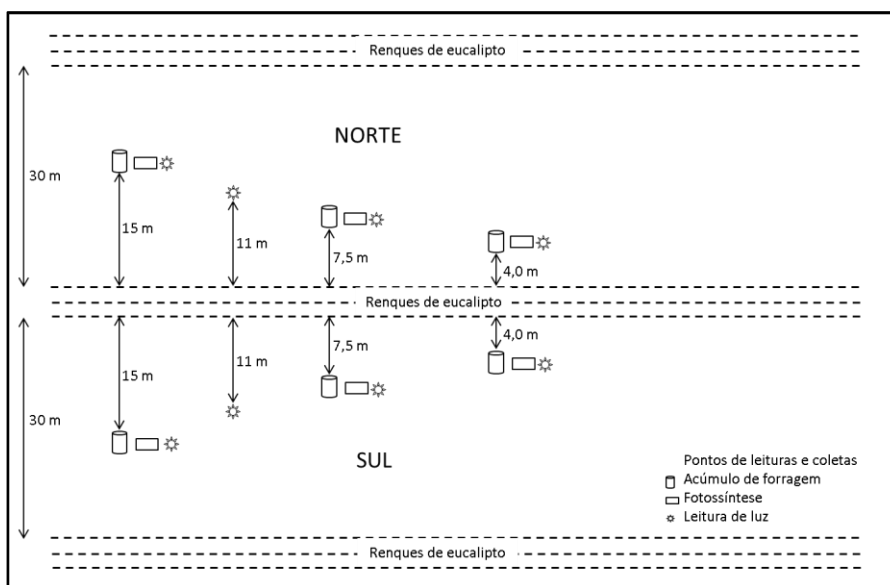 Renques de eucalipto
NORTE
30 m
15 m
11 m
7,5 m
4,0 m
Renques de eucalipto
4,0 m
7,5 m
11 m
15 m
30 m
SUL
Pontos de leituras e coletas
Acúmulo de forragem
Fotossíntese
Leitura de luz
Renques de eucalipto